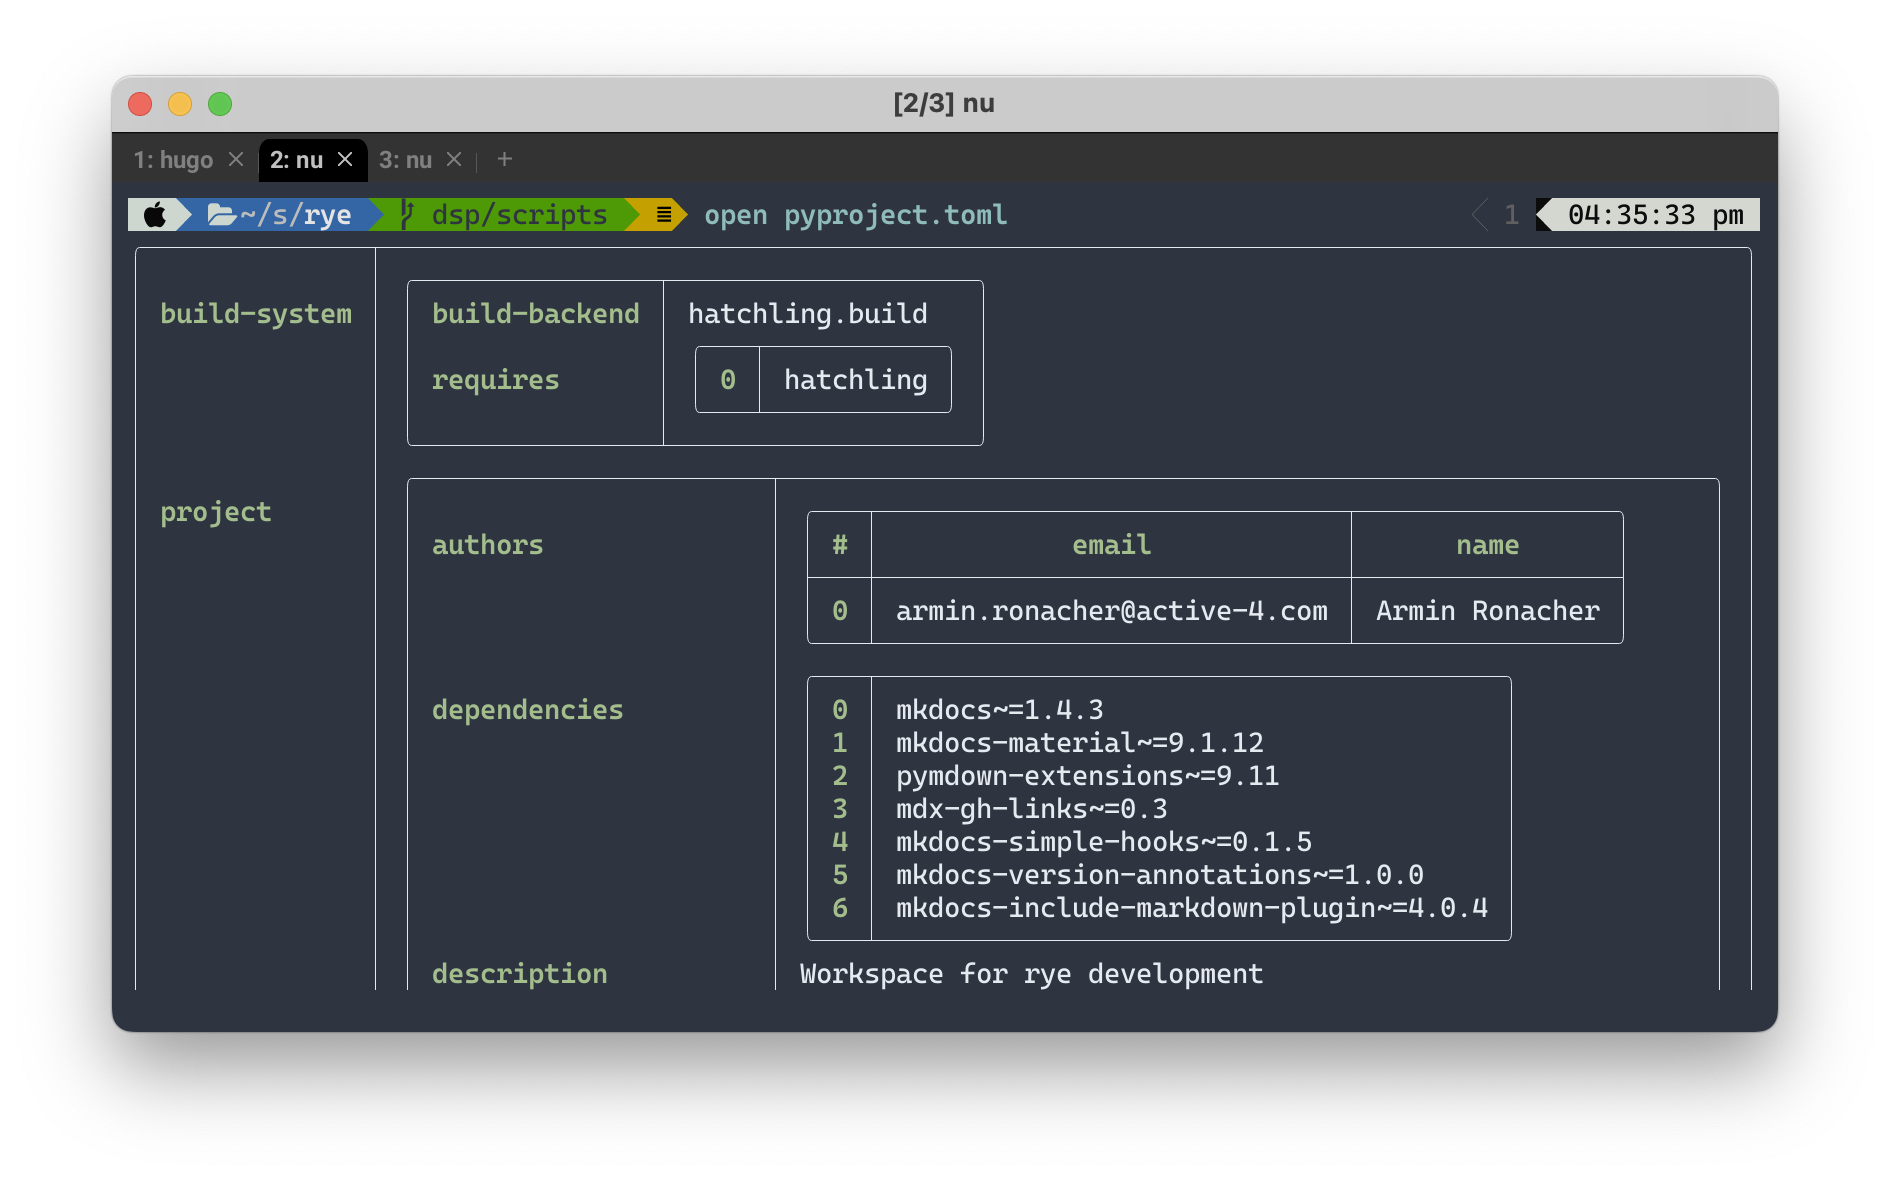 [2/3] nu
1: hugo × 2: nu × 3: nu × +
~/s/rye dsp/scripts open pyproject.toml 1 04:35:33 pm
build-system build-backend hatchling.build
requires 0 hatchling
project
authors # email name
0 armin.ronacher@active-4.com Armin Ronacher
dependencies 0 mkdocs~=1.4.3
1 mkdocs-material~=9.1.12
2 pymdown-extensions~=9.11
3 mdx-gh-links~=0.3
4 mkdocs-simple-hooks~=0.1.5
5 mkdocs-version-annotations~=1.0.0
6 mkdocs-include-markdown-plugin~=4.0.4
description Workspace for rye development